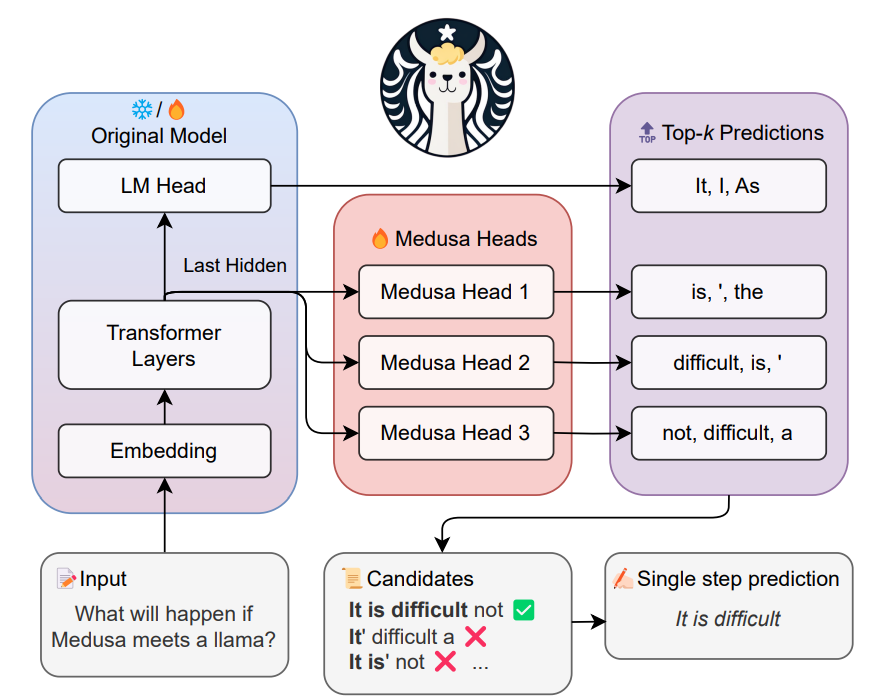 /
Original Model
LM Head
Last Hidden
Transformer
Layers
Embedding
Medusa Heads
Medusa Head 1
Medusa Head 2
Medusa Head 3
TOP Top-k Predictions
It, I, As
is, ', the
difficult, is, '
not, difficult, a
Input
What will happen if
Medusa meets a llama?
Candidates
It is difficult not
It' difficult a
It is' not ...
Single step prediction
It is difficult